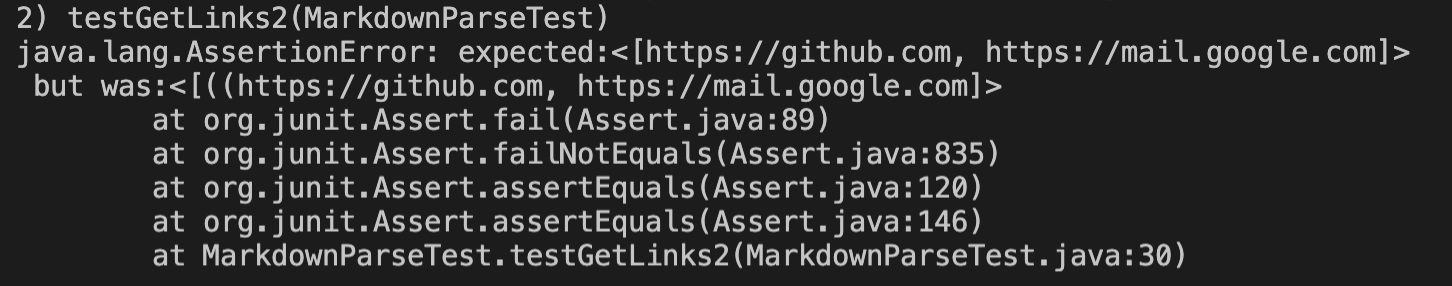 2) testGetLinks2(MarkdownParseTest)
java.lang.AssertionError: expected:<[https://github.com, https://mail.google.com]>
but was:<[((https://github.com, https://mail.google.com]>
at org.junit.Assert.fail(Assert.java:89)
at org.junit.Assert.failNotEquals(Assert.java:835)
at org.junit.Assert.assertEquals(Assert.java:120)
at org.junit.Assert.assertEquals(Assert.java:146)
at MarkdownParseTest.testGetLinks2(MarkdownParseTest.java:30)